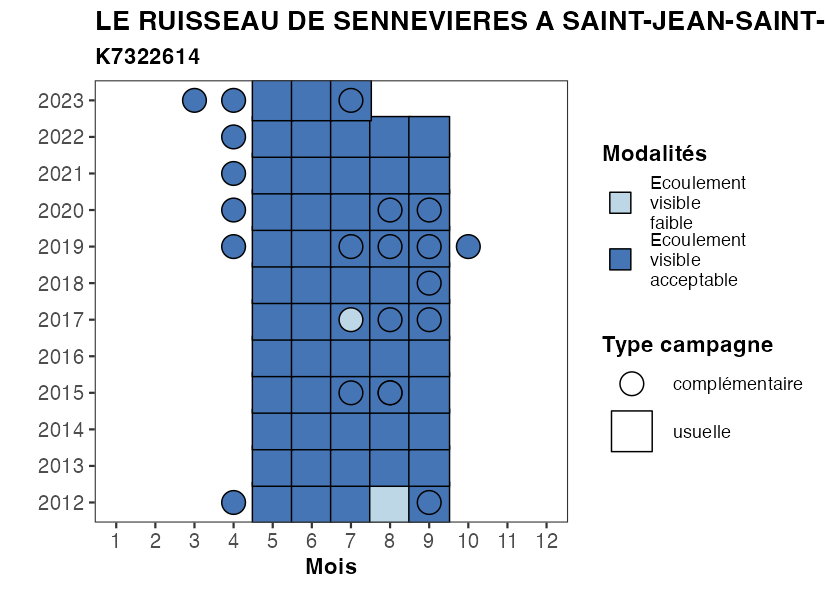 LE RUISSEAU DE SENNEVIERES A SAINT-JEAN-SAINT-
K7322614
2023
2022
2021
2020
2019
2018
2017
2016
2015
2014
2013
2012
1 2 3 4 5 6 7 8 9 10 11 12
Mois
Modalités
Ecoulement
visible
faible
Ecoulement
visible
acceptable
Type campagne
complémentaire
usuelle